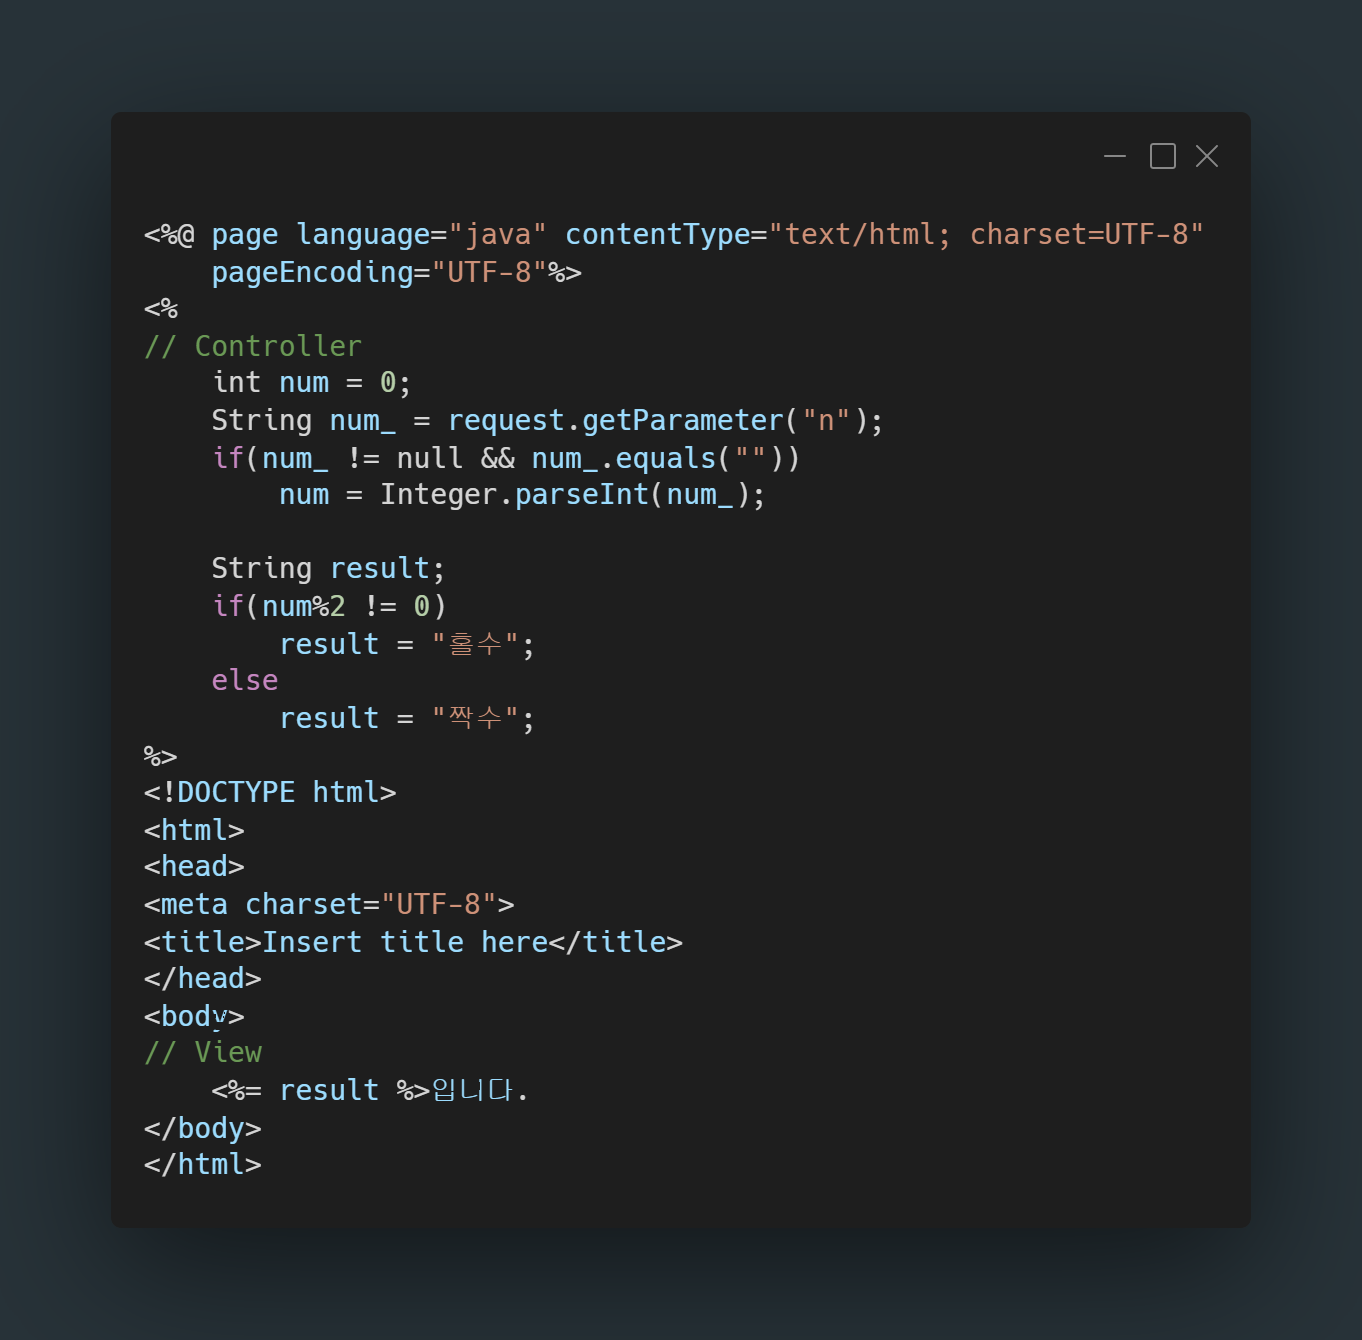 <%@ page language="java" contentType="text/html; charset=UTF-8"
    pageEncoding="UTF-8"%>
<%
// Controller
    int num = 0;
    String num_ = request.getParameter("n");
    if(num_ != null && num_.equals(""))
        num = Integer.parseInt(num_);

    String result;
    if(num%2 != 0)
        result = "홀수";
    else
        result = "짝수";
%>
<!DOCTYPE html>
<html>
<head>
<meta charset="UTF-8">
<title>Insert title here</title>
</head>
<body>
// View
    <%= result %>입니다.
</body>
</html>